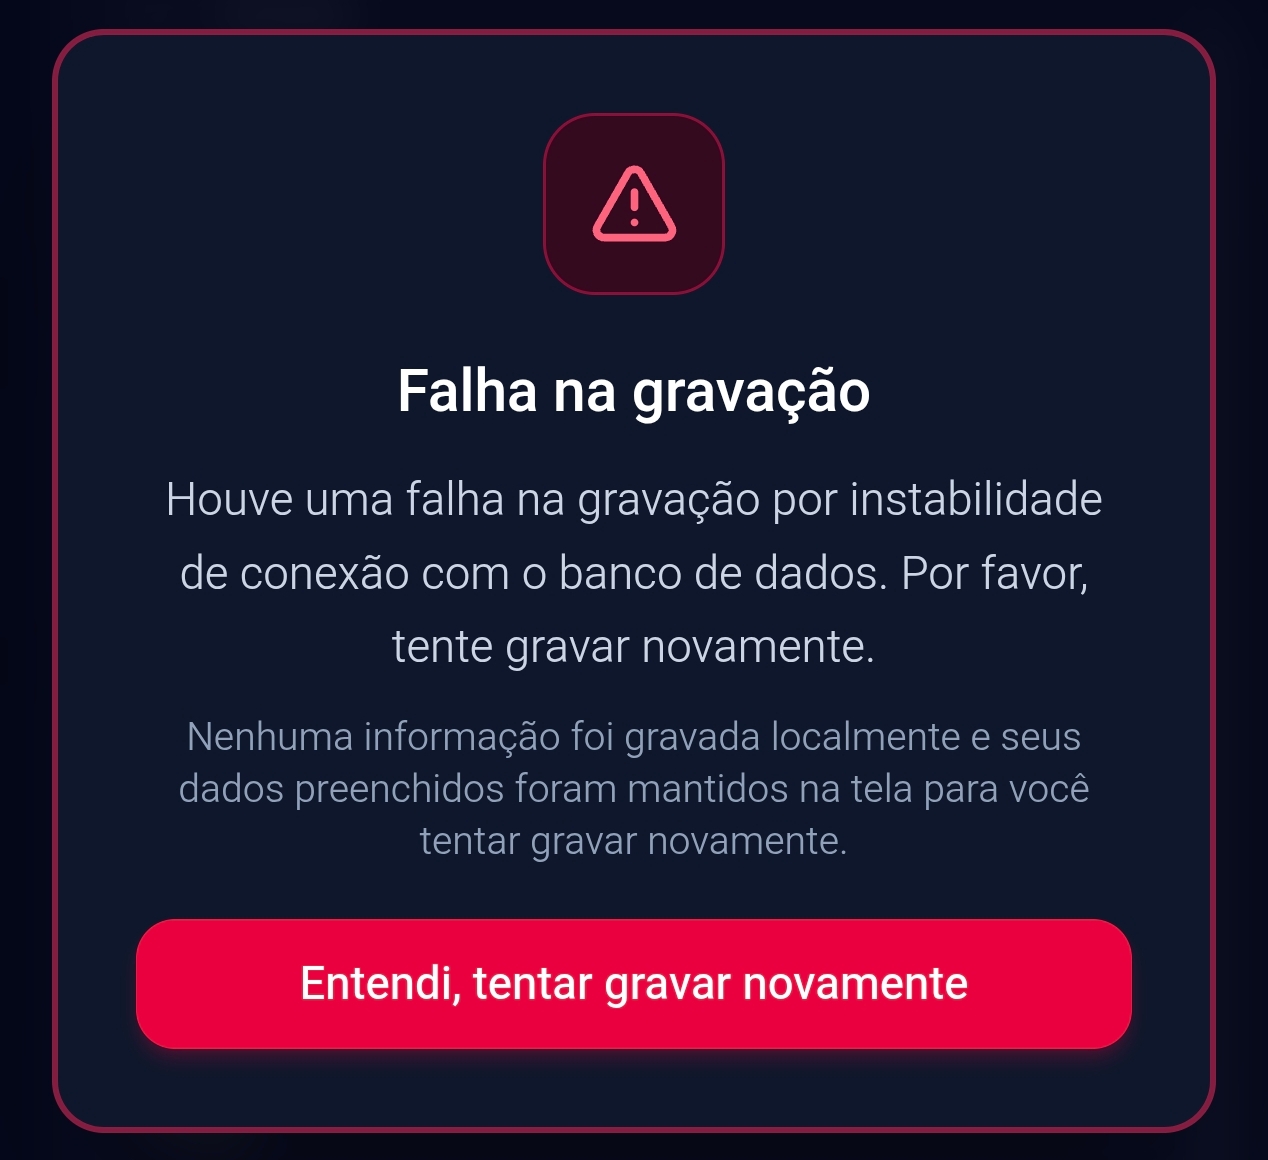 Falha na gravação
Houve uma falha na gravação por instabilidade
de conexão com o banco de dados. Por favor,
tente gravar novamente.
Nenhuma informação foi gravada localmente e seus
dados preenchidos foram mantidos na tela para você
tentar gravar novamente.
Entendi, tentar gravar novamente